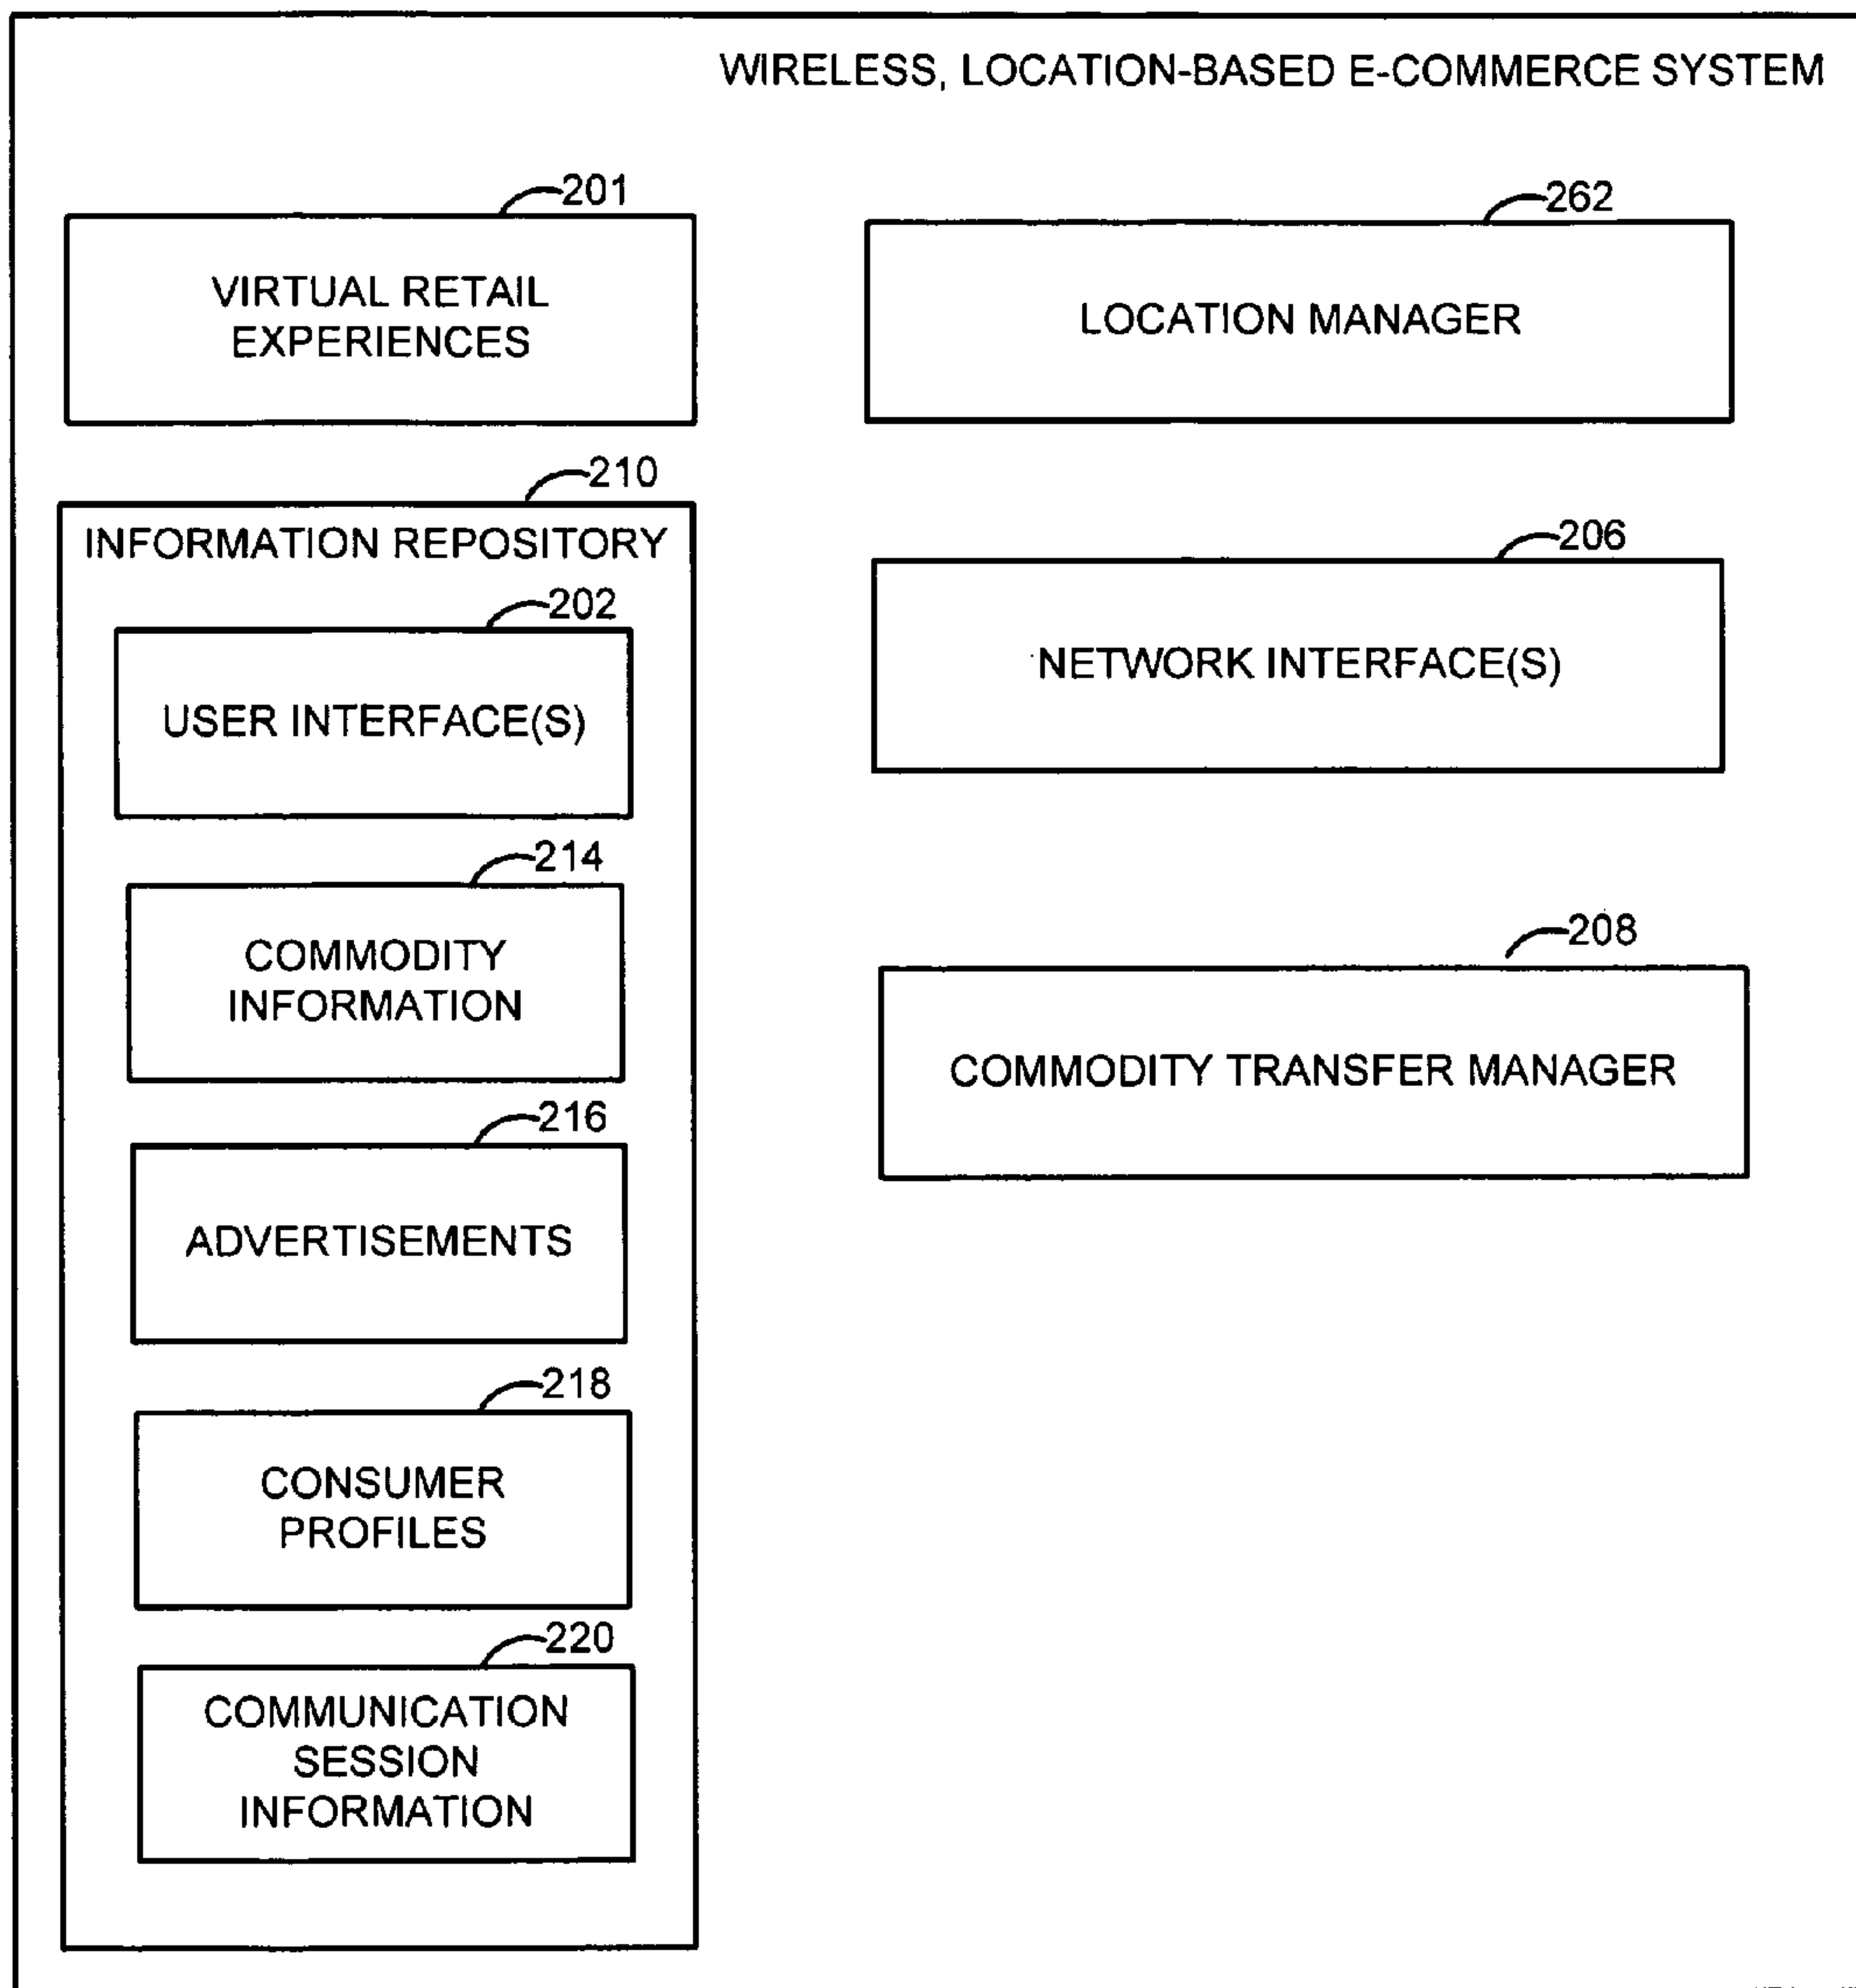 WIRELESS, LOCATION-BASED E-COMMERCE SYSTEM
201
VIRTUAL RETAIL
EXPERIENCES
262
LOCATION MANAGER
210
INFORMATION REPOSITORY
202
USER INTERFACE(S)
206
NETWORK INTERFACE(S)
214
COMMODITY
INFORMATION
208
COMMODITY TRANSFER MANAGER
216
ADVERTISEMENTS
218
CONSUMER
PROFILES
220
COMMUNICATION
SESSION
INFORMATION